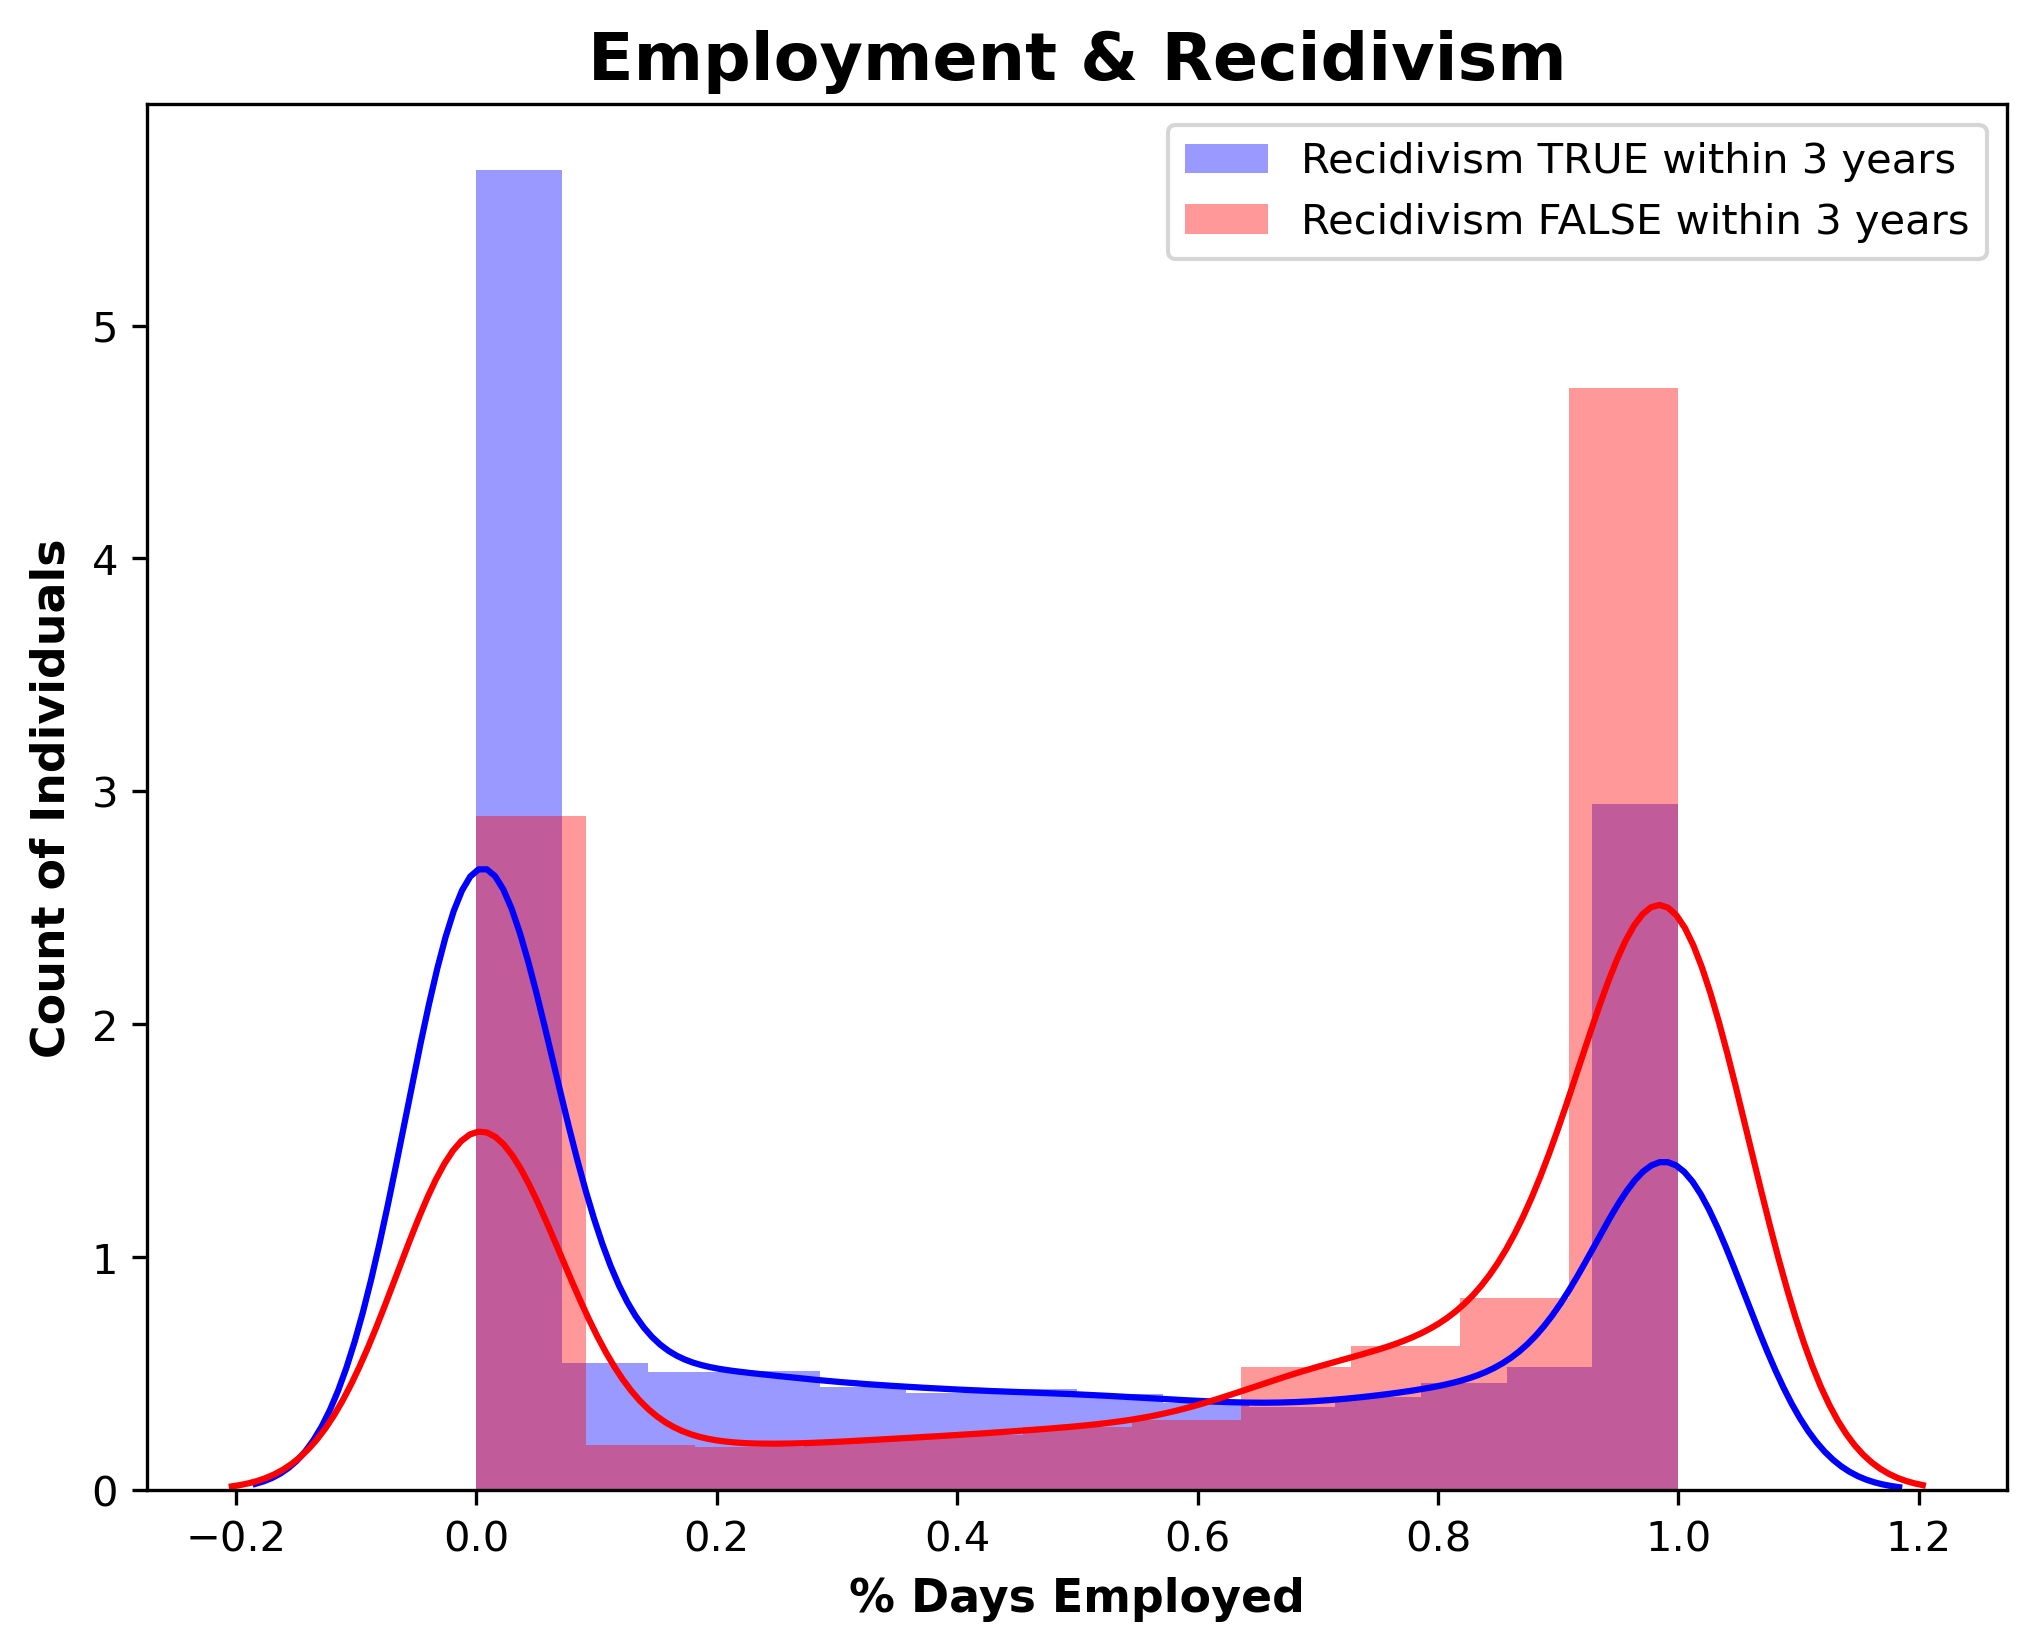 Employment & Recidivism
Recidivism TRUE within 3 years
Recidivism FALSE within 3 years
Count of Individuals
5
4
3
2
1
0
−0.2 0.0 0.2 0.4 0.6 0.8 1.0 1.2
% Days Employed